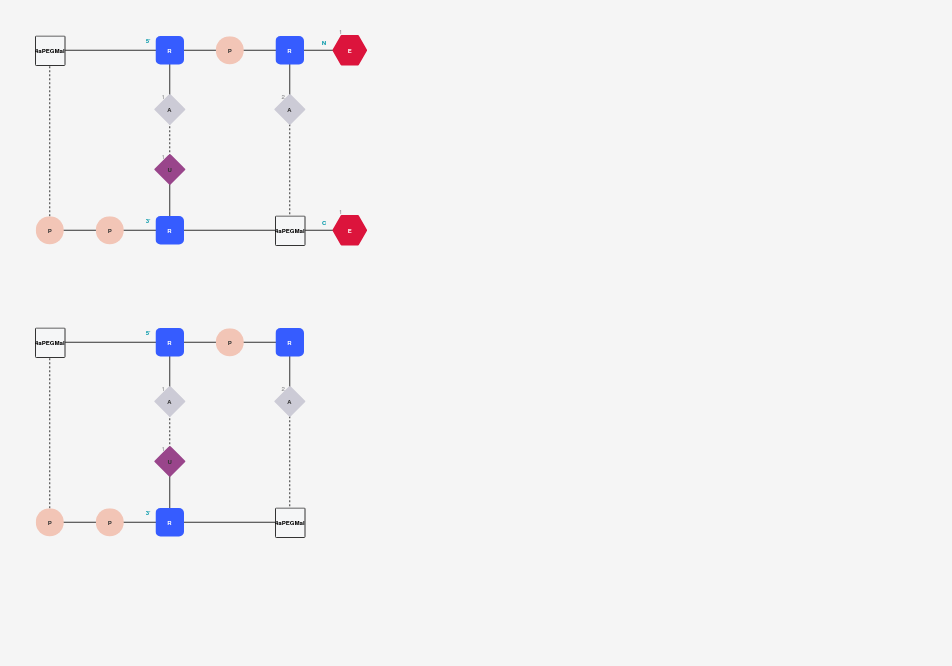 5' N 1
4aPEGMal R P R E
1 2
A A
1
U
3' C 1
P P R 4aPEGMal E
5'
4aPEGMal R P R
1 2
A A
1
U
3'
P P R 4aPEGMal